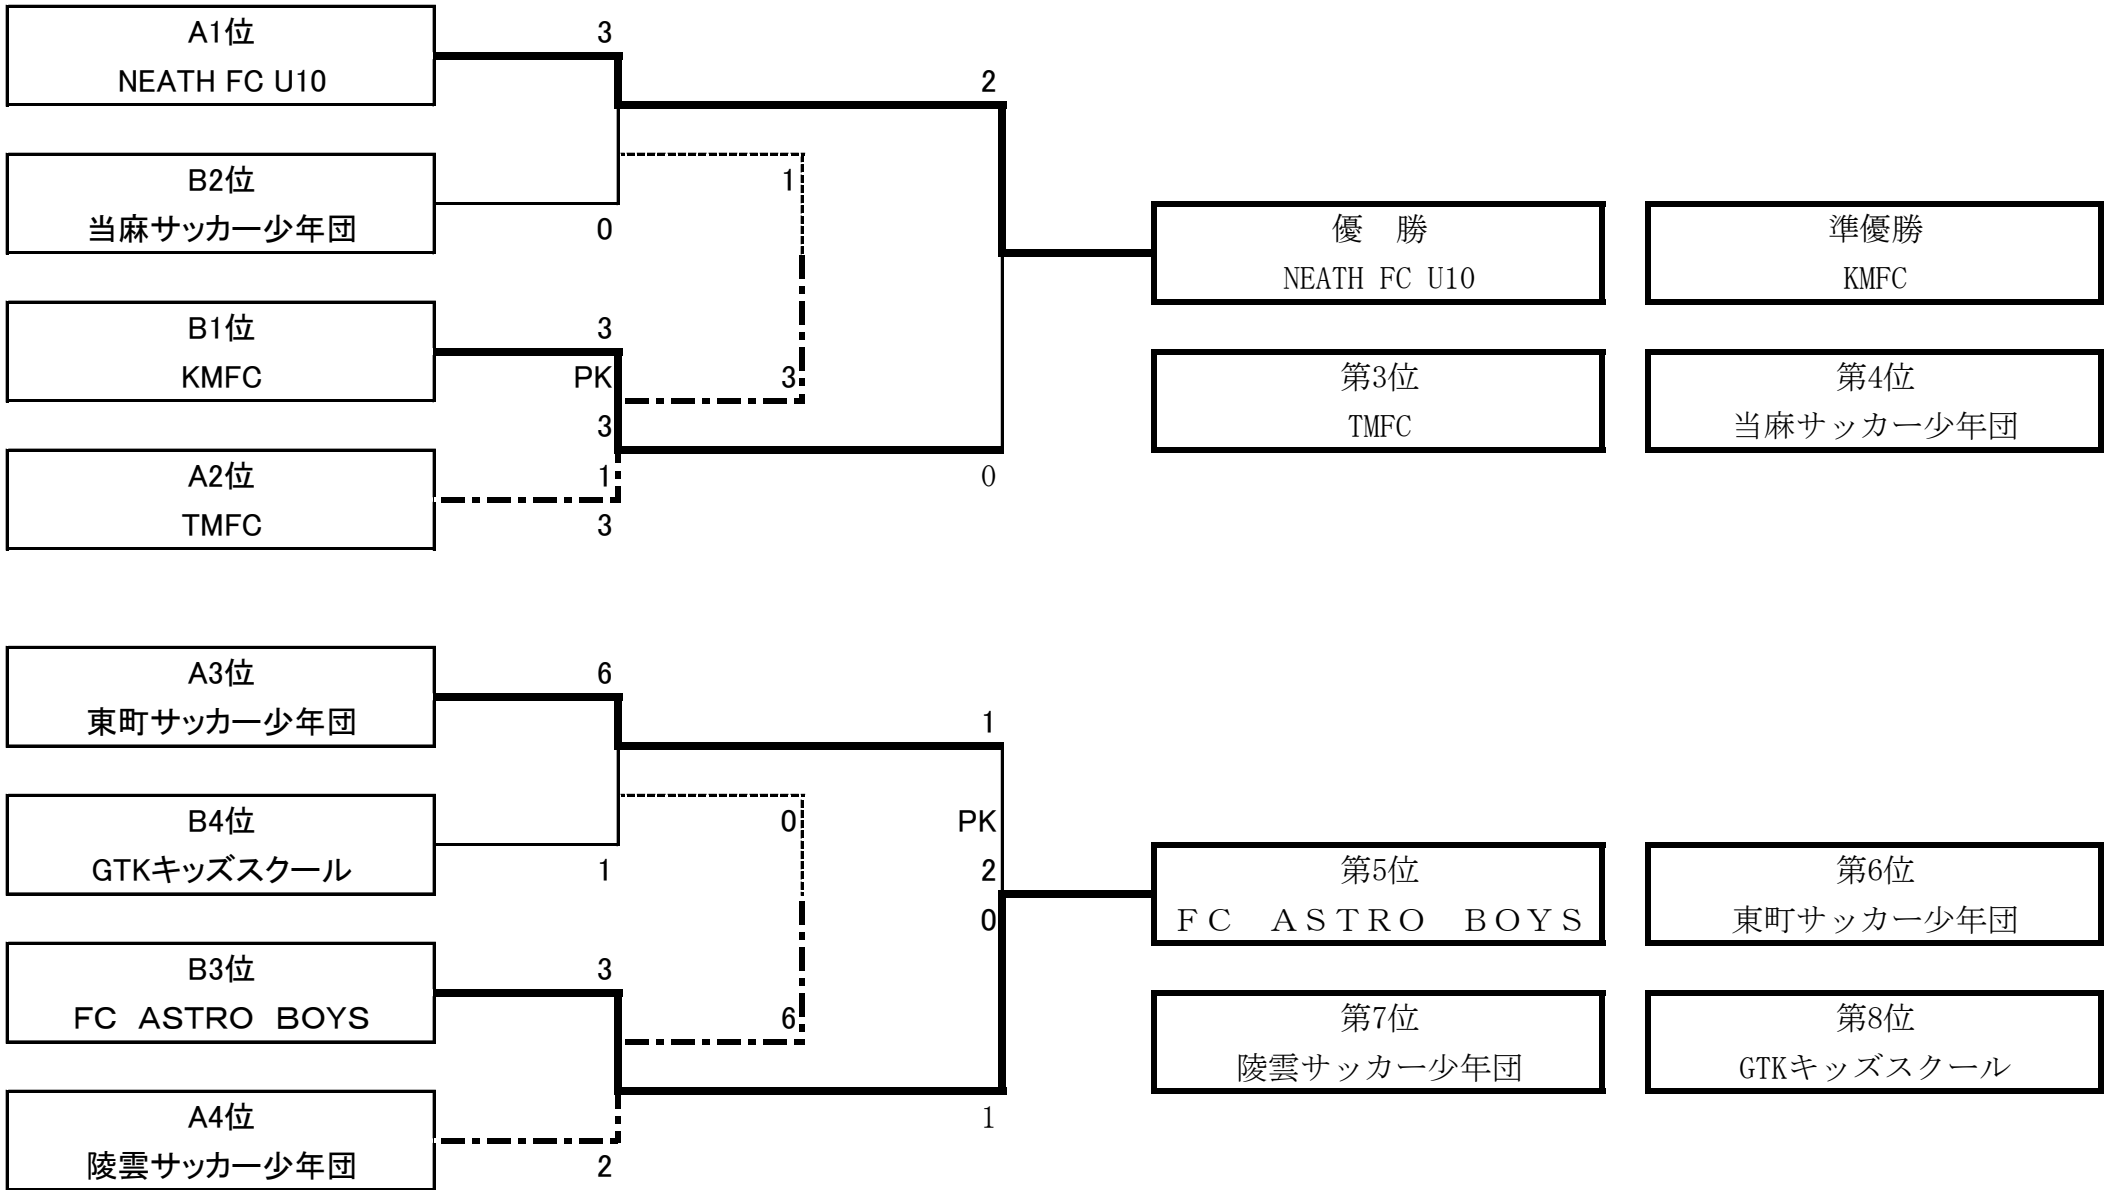 A1位
3
NEATH FC U10
2
B2位
1
当麻サッカー少年団
0
優　勝
準優勝
NEATH FC U10
KMFC
B1位
3
KMFC
PK
3
第3位
第4位
3
TMFC
当麻サッカー少年団
A2位
1
0
TMFC
3
A3位
6
東町サッカー少年団
1
B4位
0
PK
GTKキッズスクール
1
2
第5位
第6位
0
ＦＣ　ＡＳＴＲＯ　ＢＯＹＳ
東町サッカー少年団
B3位
3
FC　ASTRO　BOYS
6
第7位
第8位
陵雲サッカー少年団
GTKキッズスクール
A4位
1
陵雲サッカー少年団
2